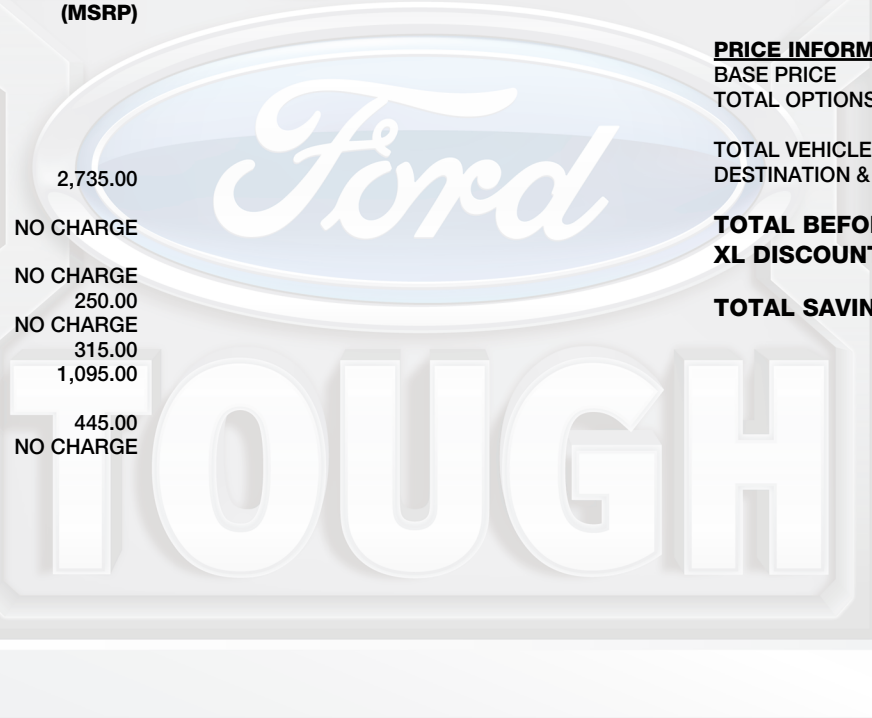 (MSRP)
2,735.00
NO CHARGE
NO CHARGE
250.00
NO CHARGE
315.00
1,095.00
445.00
NO CHARGE
PRICE INFORM
BASE PRICE
TOTAL OPTIONS
TOTAL VEHICLE
DESTINATION &
TOTAL BEFO
XL DISCOUNT
TOTAL SAVIN
Ford
TOUGH